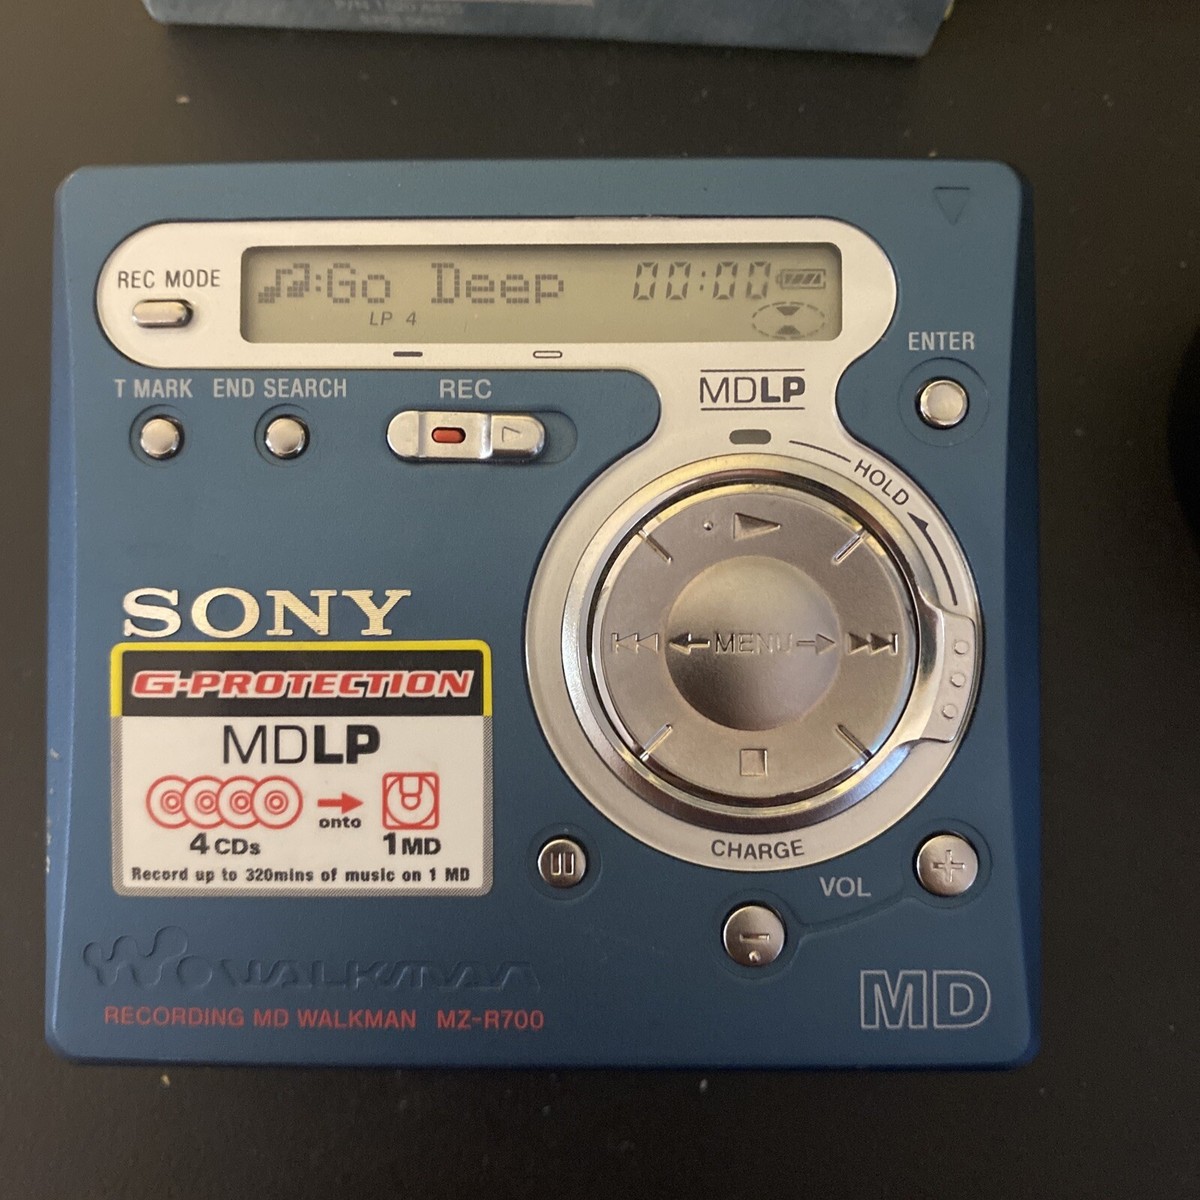 REC MODE
:Go Deep 00:00
LP 4
T MARK END SEARCH REC
MDLP
ENTER
HOLD
MENU
SONY
G-PROTECTION
MDLP
onto
4 CDs 1 MD
Record up to 320mins of music on 1 MD
CHARGE
VOL
WALKMAN
RECORDING MD WALKMAN MZ-R700
MD